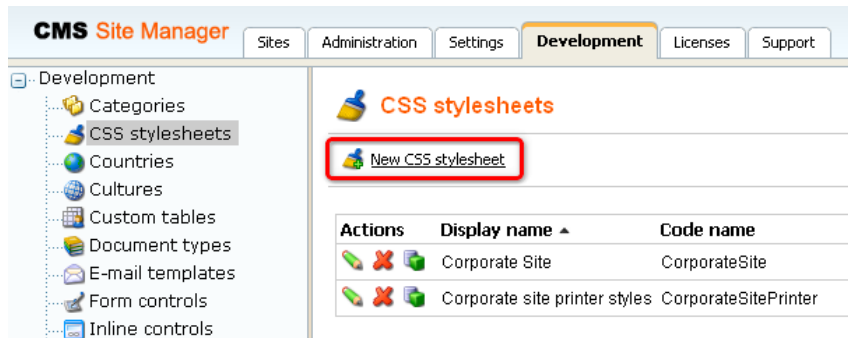 CMS Site Manager
Sites
Administration
Settings
Development
Licenses
Support
Development
Categories
CSS stylesheets
Countries
Cultures
Custom tables
Document types
E-mail templates
Form controls
Inline controls
CSS stylesheets
New CSS stylesheet
Actions Display name Code name
Corporate Site CorporateSite
Corporate site printer styles CorporateSitePrinter